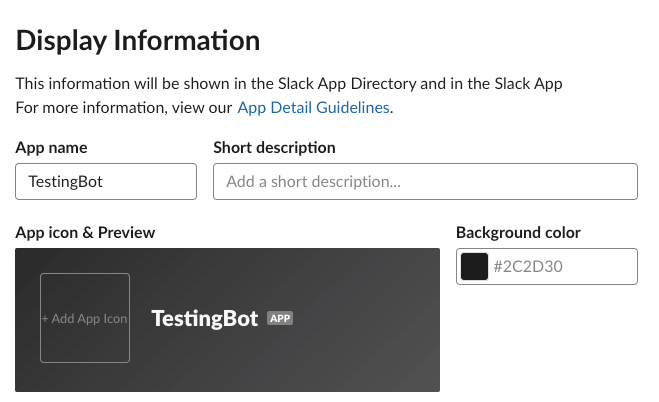 Display Information
This information will be shown in the Slack App Directory and in the Slack App
For more information, view our App Detail Guidelines.
App name
Short description
TestingBot
Add a short description...
App icon & Preview
Background color
#2C2D30
+ Add App Icon
TestingBot APP